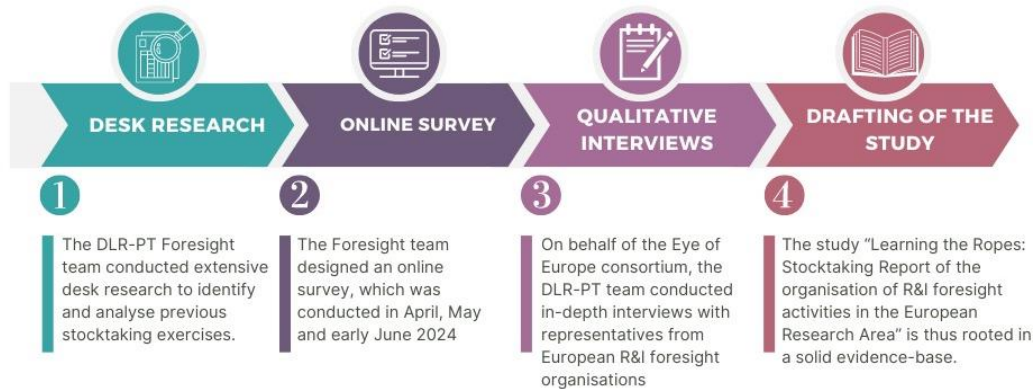 DESK RESEARCH
ONLINE SURVEY
QUALITATIVE
INTERVIEWS
DRAFTING OF THE
STUDY
1
The DLR-PT Foresight
team conducted extensive
desk research to identify
and analyse previous
stocktaking exercises.
2
The Foresight team
designed an online
survey, which was
conducted in April, May
and early June 2024
3
On behalf of the Eye of
Europe consortium, the
DLR-PT team conducted
in-depth interviews with
representatives from
European R&I foresight
organisations
4
The study “Learning the Ropes:
Stocktaking Report of the
organisation of R&I foresight
activities in the European
Research Area” is thus rooted in
a solid evidence-base.